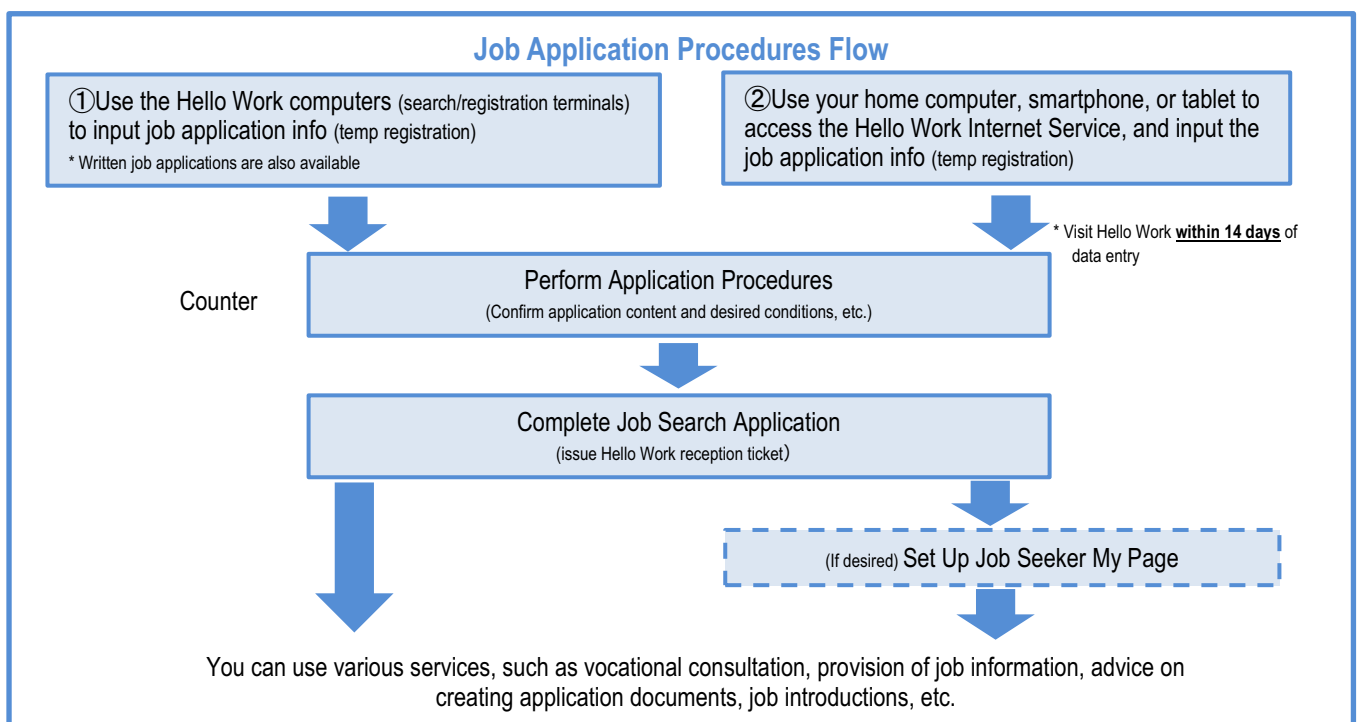 Job Application Procedures Flow
①Use the Hello Work computers (search/registration terminals)
to input job application info (temp registration)
* Written job applications are also available
②Use your home computer, smartphone, or tablet to
access the Hello Work Internet Service, and input the
job application info (temp registration)
* Visit Hello Work within 14 days of
data entry
Counter
Perform Application Procedures
(Confirm application content and desired conditions, etc.)
Complete Job Search Application
(issue Hello Work reception ticket）
(If desired) Set Up Job Seeker My Page
You can use various services, such as vocational consultation, provision of job information, advice on
creating application documents, job introductions, etc.